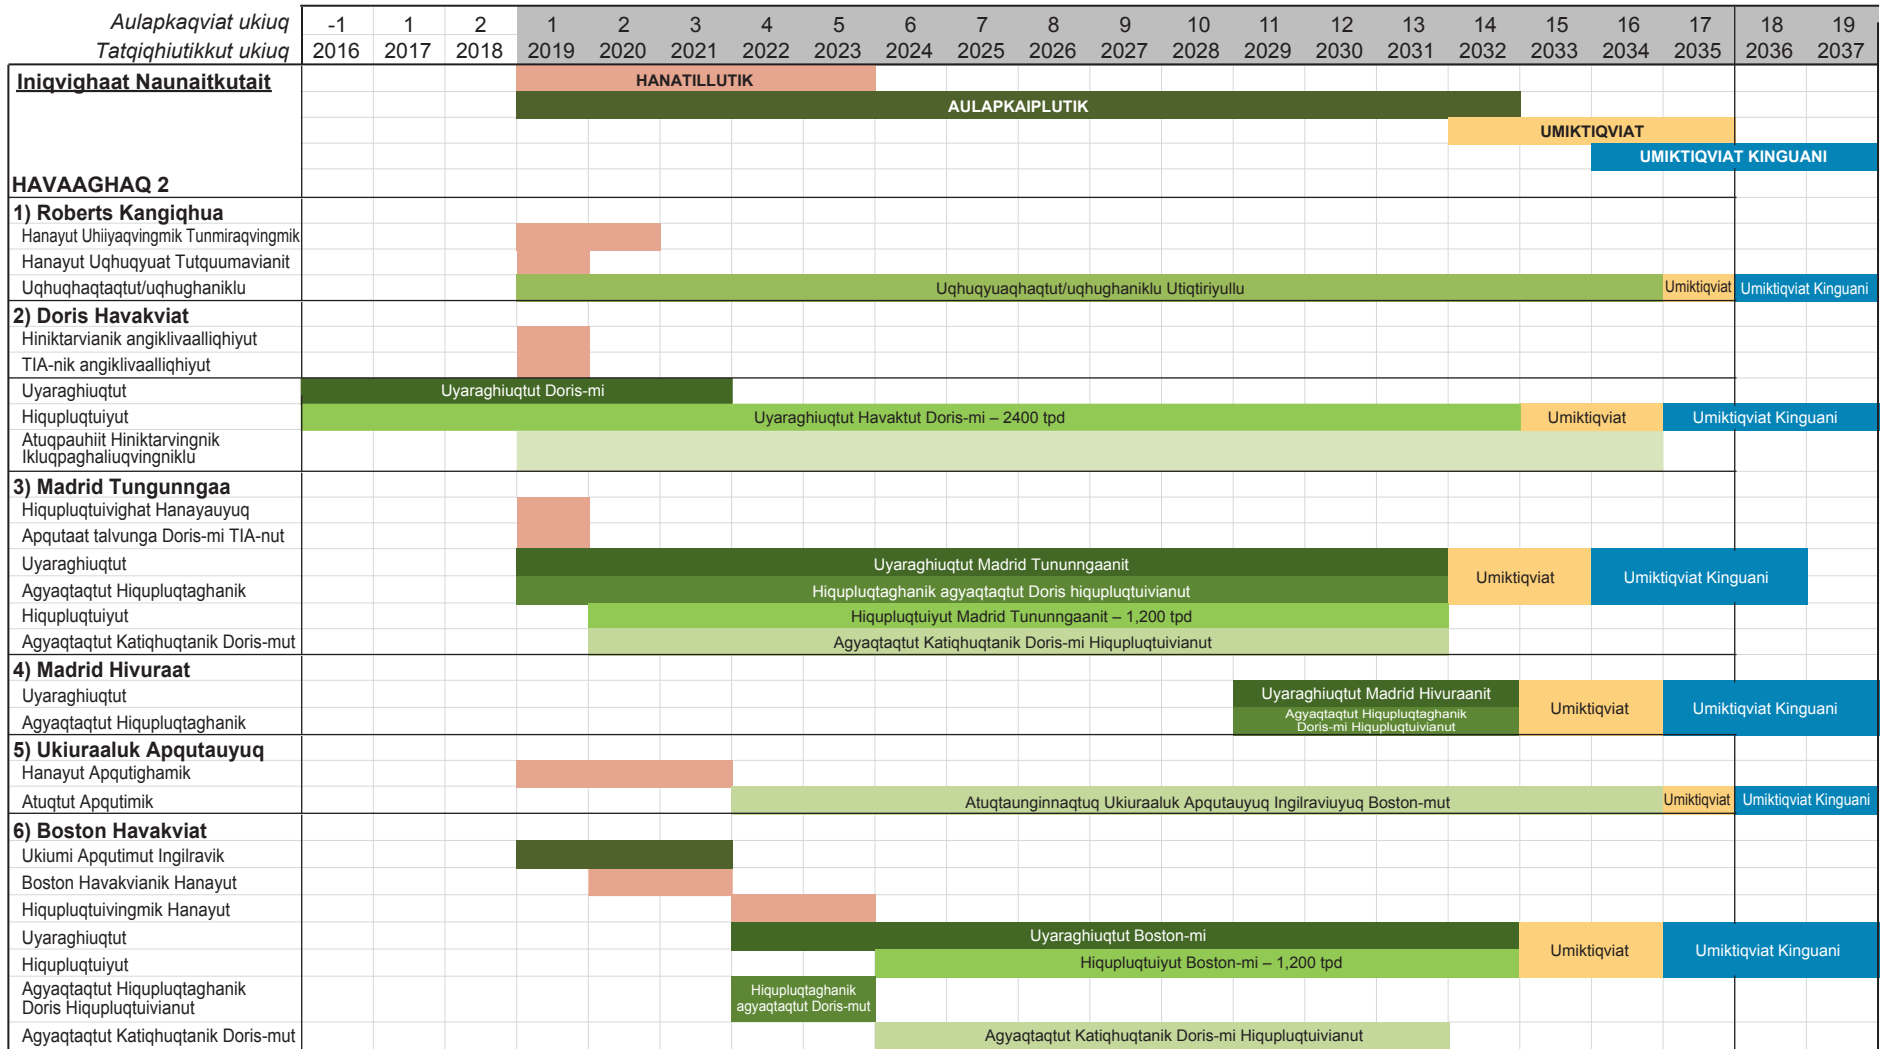 Aulapkaqviat ukiuq -1 1 2 1 2 3 4 5 6 7 8 9 10 11 12 13 14 15 16 17 18 19
Tatqiqhiutikkut ukiuq 2016 2017 2018 2019 2020 2021 2022 2023 2024 2025 2026 2027 2028 2029 2030 2031 2032 2033 2034 2035 2036 2037
Iniqvighaat Naunaitkutait HANATILLUTIK
AULAPKAIPLUTIK
UMIKTIQVIAT
UMIKTIQVIAT KINGUANI
HAVAAGHAQ 2
1) Roberts Kangiqhua
Hanayut Uhiiyaqvingmik Tunmiraqvingmik
Hanayut Uqhuqyuat Tutquumavianit
Uqhuqhaqtaqtut/uqhughaniklu Uqhuqyuaqhaqtut/uqhughaniklu Utiqtiriyullu Umiktiqviat Umiktiqviat Kinguani
2) Doris Havakviat
Hiniktarvianik angiklivaalliqhiyut
TIA-nik angiklivaalliqhiyut
Uyaraghiuqtut Uyaraghiuqtut Doris-mi
Hiqupluqtuiyut Uyaraghiuqtut Havaktut Doris-mi – 2400 tpd Umiktiqviat Umiktiqviat Kinguani
Atuqpauhiit Hiniktarvingnik
Ikluqpaghaliuqvingniklu
3) Madrid Tungunngaa
Hiqupluqtuivighat Hanayauyuq
Apqutaat talvunga Doris-mi TIA-nut
Uyaraghiuqtut Uyaraghiuqtut Madrid Tununngaanit Umiktiqviat Umiktiqviat Kinguani
Agyaqtaqtut Hiqupluqtaghanik Hiqupluqtaghanik agyaqtaqtut Doris hiqupluqtuivianut
Hiqupluqtuiyut Hiqupluqtuiyut Madrid Tununngaanit – 1,200 tpd
Agyaqtaqtut Katiqhuqtanik Doris-mut Agyaqtaqtut Katiqhuqtanik Doris-mi Hiqupluqtuivianut
4) Madrid Hivuraat
Uyaraghiuqtut Uyaraghiuqtut Madrid Hivuraanit Umiktiqviat Umiktiqviat Kinguani
Agyaqtaqtut Hiqupluqtaghanik Agyaqtaqtut Hiqupluqtaghanik
Doris-mi Hiqupluqtuivianut
5) Ukiuraaluk Apqutauyuq
Hanayut Apqutighamik
Atuqtut Apqutimik Atuqtaunginnaqtuq Ukiuraaluk Apqutauyuq Ingilraviuyuq Boston-mut Umiktiqviat Umiktiqviat Kinguani
6) Boston Havakviat
Ukiumi Apqutimut Ingilravik
Boston Havakvianik Hanayut
Hiqupluqtuivingmik Hanayut
Uyaraghiuqtut Uyaraghiuqtut Boston-mi Umiktiqviat Umiktiqviat Kinguani
Hiqupluqtuiyut Hiqupluqtuiyut Boston-mi – 1,200 tpd
Agyaqtaqtut Hiqupluqtaghanik Hiqupluqtaghanik
Doris Hiqupluqtuivianut agyaqtaqtut Doris-mut
Agyaqtaqtut Katiqhuqtanik Doris-mut Agyaqtaqtut Katiqhuqtanik Doris-mi Hiqupluqtuivianut